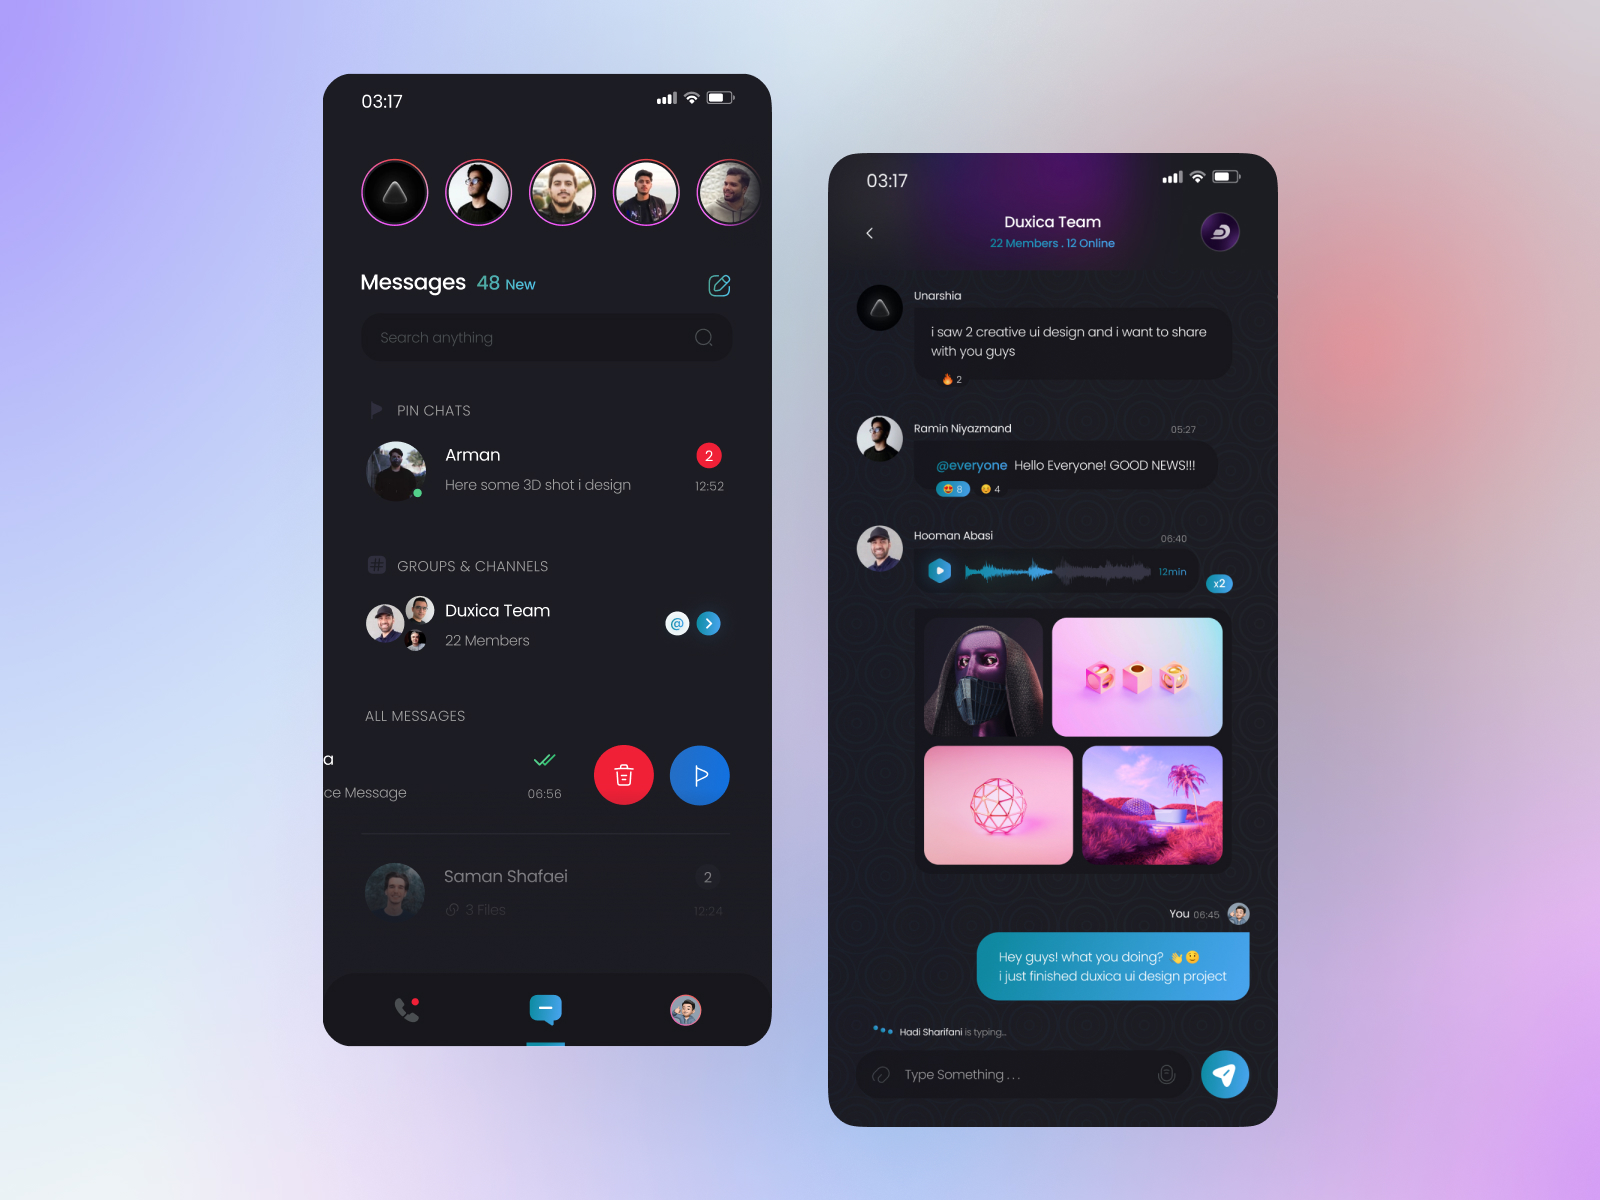 03:17
Messages 48 New
Search anything
PIN CHATS
Arman
2
Here some 3D shot i design
12:52
GROUPS & CHANNELS
Duxica Team
22 Members
@
ALL MESSAGES
a
ce Message
06:56
Saman Shafaei
2
3 Files
12:24
03:17
Duxica Team
22 Members . 12 Online
Unarshia
i saw 2 creative ui design and i want to share
with you guys
🔥 2
Ramin Niyazmand
05:27
@everyone Hello Everyone! GOOD NEWS!!!
😍 8 😊 4
Hooman Abasi
06:40
12min
x2
You 06:45
Hey guys! what you doing? 👋🙂
i just finished duxica ui design project
Hadi Sharifani is typing...
Type Something . . .